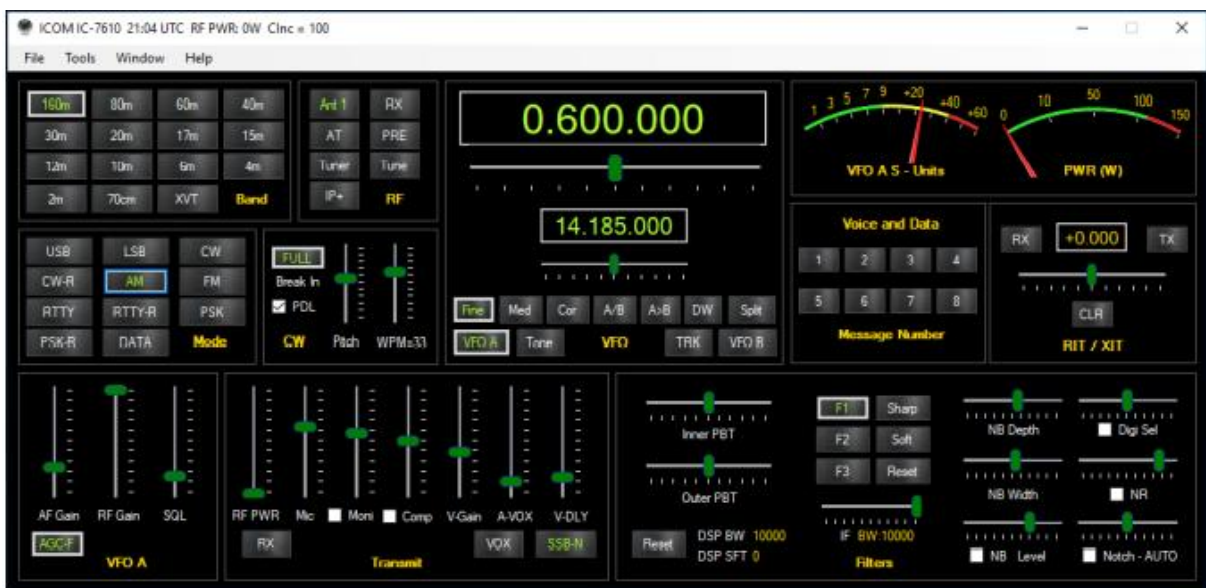 ICOM IC-7610 21:04 UTC RF PWR: 0W CInc = 100
File Tools Window Help
160m 80m 60m 40m
30m 20m 17m 15m
12m 10m 6m 4m
2m 70cm XVT Band
Ant 1 RX
AT PRE
Tuner Tune
IP+ RF
0.600.000
14.185.000
Fine Med Cor A/B A>B DW Split
VFO A Tone VFO TRK VFO B
1 3 5 7 9 +20 +40 +60
VFO A S - Units
0 10 50 100 150
PWR (W)
USB LSB CW
CW-R AM FM
RTTY RTTY-R PSK
PSK-R DATA Mode
FULL
Break In
PDL
CW Pitch WPM=33
Voice and Data
1 2 3 4
5 6 7 8
Message Number
RX +0.000 TX
CLR
RIT / XIT
AF Gain RF Gain SQL
AGC-F
VFO A
RF PWR Mic Moni Comp V-Gain A-VOX V-DLY
RX VOX SSB-N
Transmit
Inner PBT
Outer PBT
Reset DSP BW 10000
DSP SFT 0
F1 Sharp
F2 Soft
F3 Reset
IF BW:10000
Filters
NB Depth Digi Sel
NB Width NR
NB Level Notch - AUTO